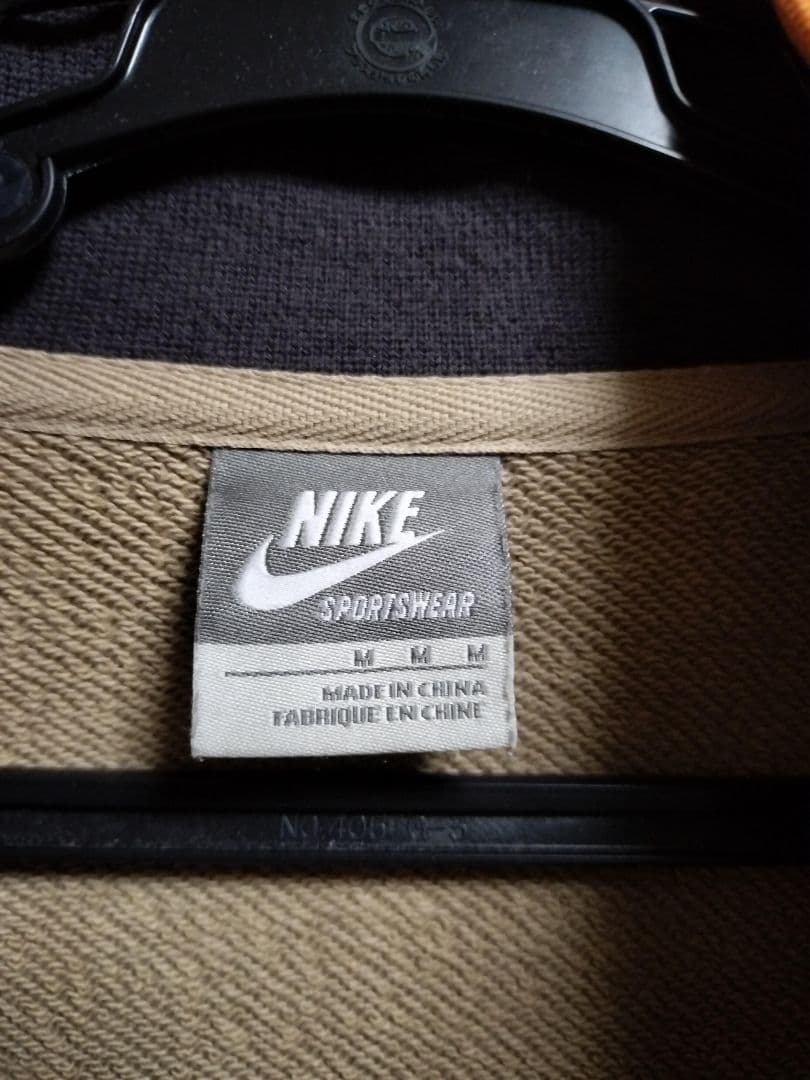 NIKE
SPORTSWEAR
M M M
MADE IN CHINA
FABRIQUE EN CHINE